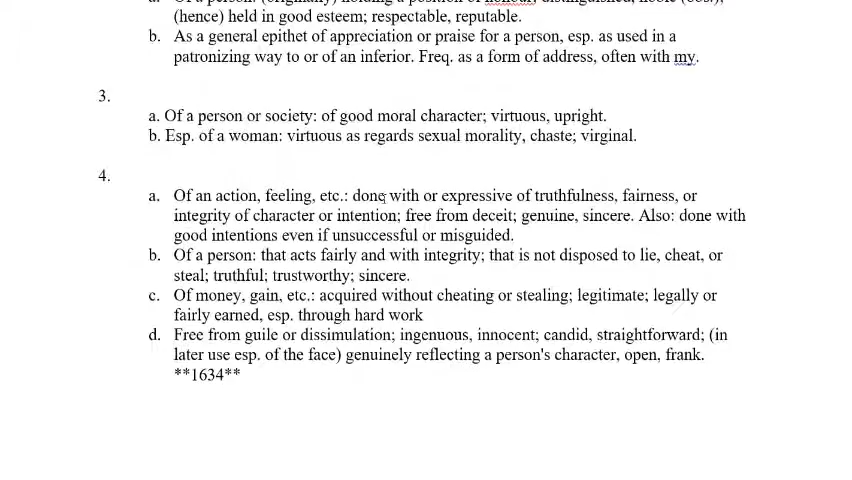 (hence) held in good esteem; respectable, reputable.
b. As a general epithet of appreciation or praise for a person, esp. as used in a
patronizing way to or of an inferior. Freq. as a form of address, often with my.
3.
a. Of a person or society: of good moral character; virtuous, upright.
b. Esp. of a woman: virtuous as regards sexual morality, chaste; virginal.
4.
a. Of an action, feeling, etc.: done with or expressive of truthfulness, fairness, or
integrity of character or intention; free from deceit; genuine, sincere. Also: done with
good intentions even if unsuccessful or misguided.
b. Of a person: that acts fairly and with integrity; that is not disposed to lie, cheat, or
steal; truthful; trustworthy; sincere.
c. Of money, gain, etc.: acquired without cheating or stealing; legitimate; legally or
fairly earned, esp. through hard work
d. Free from guile or dissimulation; ingenuous, innocent; candid, straightforward; (in
later use esp. of the face) genuinely reflecting a person's character, open, frank.
**1634**